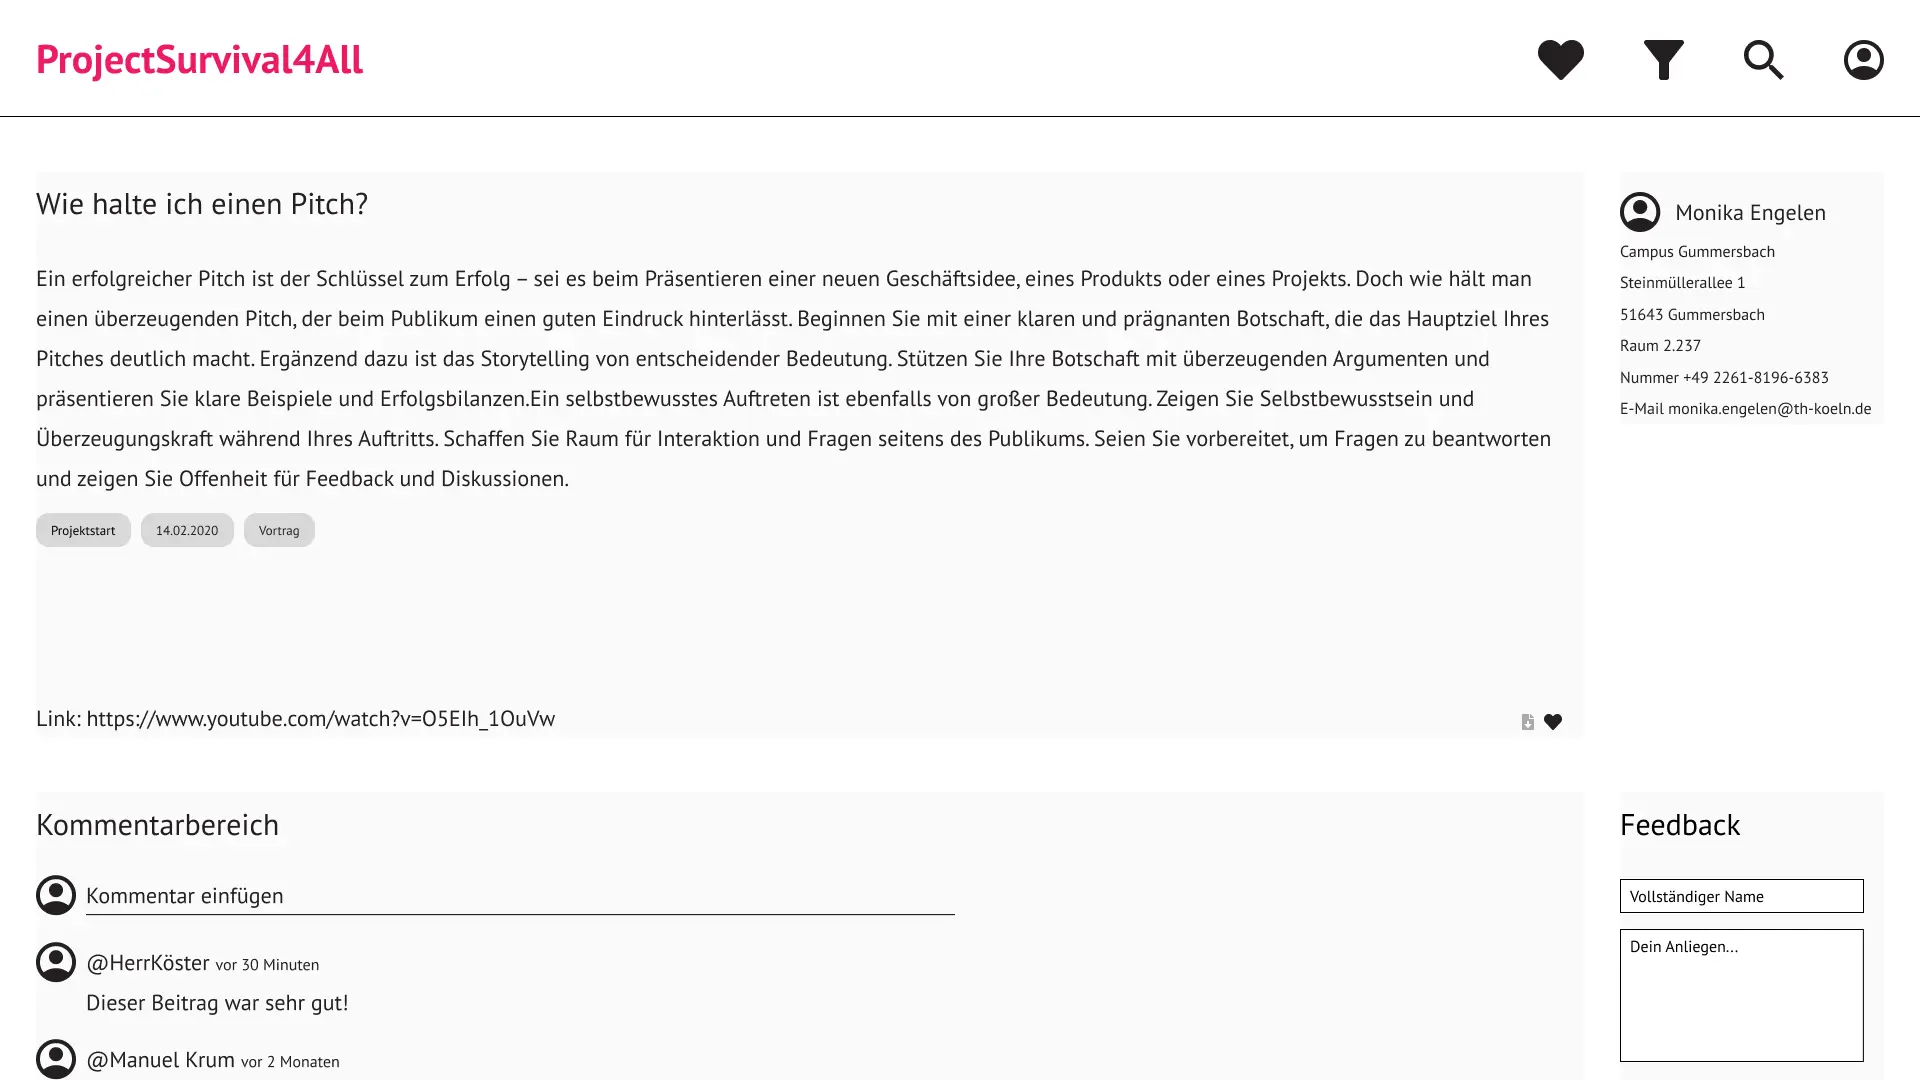 ProjectSurvival4All
Wie halte ich einen Pitch?
Ein erfolgreicher Pitch ist der Schlüssel zum Erfolg – sei es beim Präsentieren einer neuen Geschäftsidee, eines Produkts oder eines Projekts. Doch wie hält man
einen überzeugenden Pitch, der beim Publikum einen guten Eindruck hinterlässt. Beginnen Sie mit einer klaren und prägnanten Botschaft, die das Hauptziel Ihres
Pitches deutlich macht. Ergänzend dazu ist das Storytelling von entscheidender Bedeutung. Stützen Sie Ihre Botschaft mit überzeugenden Argumenten und
präsentieren Sie klare Beispiele und Erfolgsbilanzen.Ein selbstbewusstes Auftreten ist ebenfalls von großer Bedeutung. Zeigen Sie Selbstbewusstsein und
Überzeugungskraft während Ihres Auftritts. Schaffen Sie Raum für Interaktion und Fragen seitens des Publikums. Seien Sie vorbereitet, um Fragen zu beantworten
und zeigen Sie Offenheit für Feedback und Diskussionen.
Projektstart
14.02.2020
Vortrag
Link: https://www.youtube.com/watch?v=O5EIh_1OuVw
Monika Engelen
Campus Gummersbach
Steinmüllerallee 1
51643 Gummersbach
Raum 2.237
Nummer +49 2261-8196-6383
E-Mail monika.engelen@th-koeln.de
Kommentarbereich
Kommentar einfügen
@HerrKöster vor 30 Minuten
Dieser Beitrag war sehr gut!
@Manuel Krum vor 2 Monaten
Feedback
Vollständiger Name
Dein Anliegen...